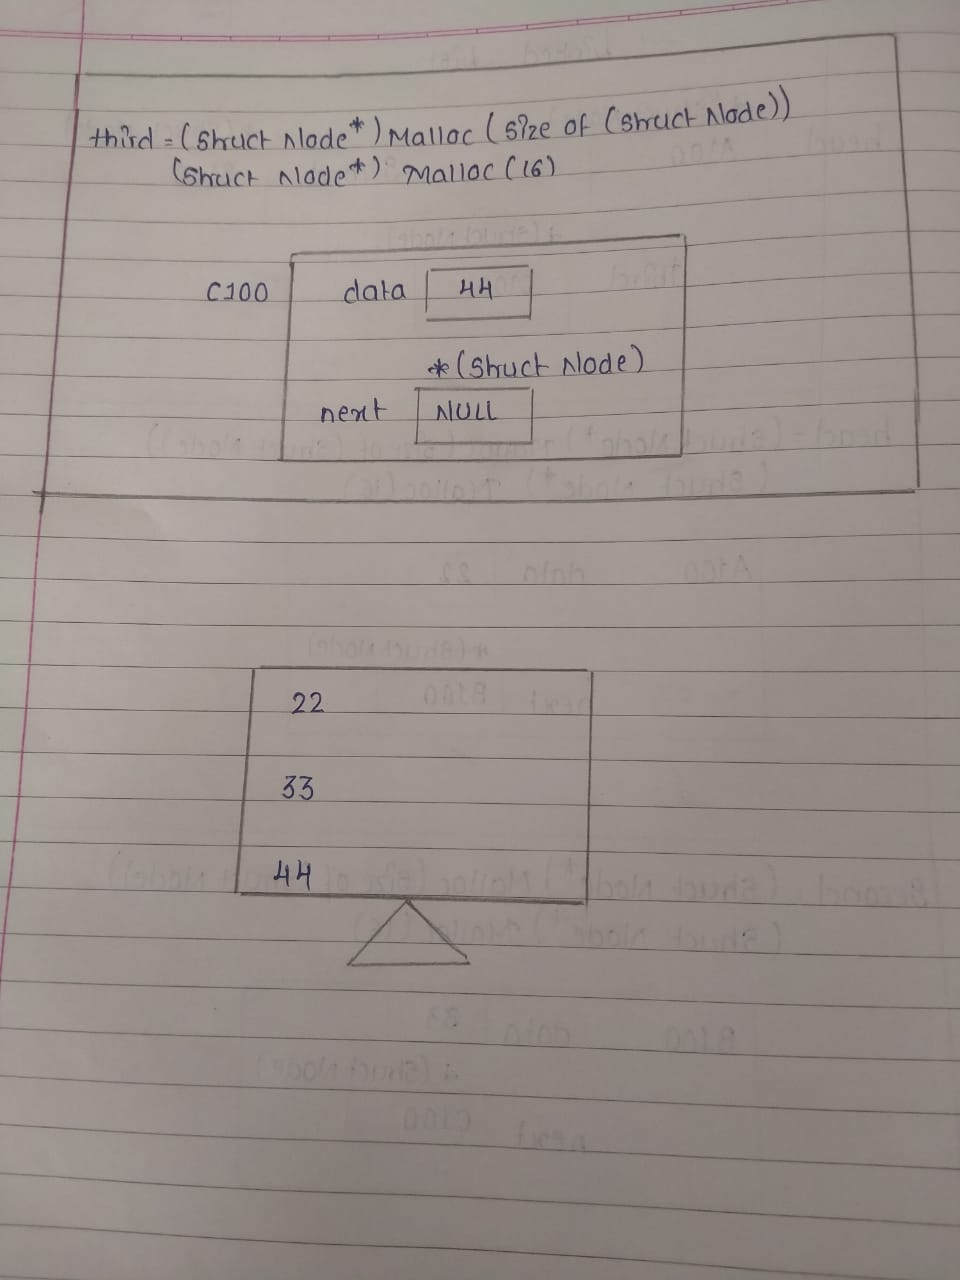 third = (Struct Node*) Malloc (Size of (Struct Node))
(Struct Node*) Malloc (16)
C100 data 44
*(Struct Node)
next NULL
22
33
44